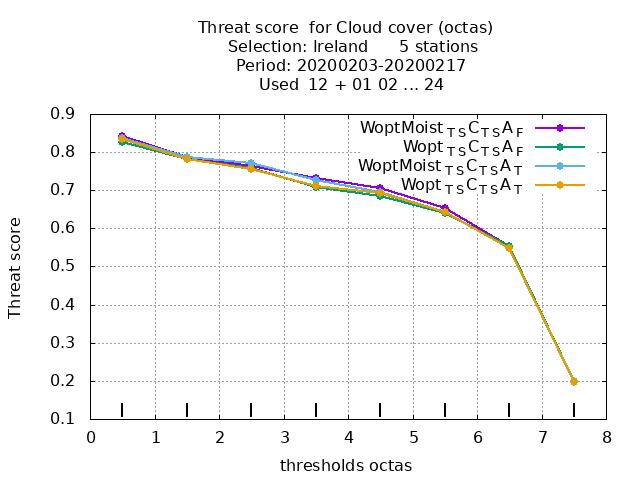 Threat score for Cloud cover (octas)
Selection: Ireland 5 stations
Period: 20200203-20200217
Used 12 + 01 02 ... 24
Threat score
0.9
0.8
0.7
0.6
0.5
0.4
0.3
0.2
0.1
WoptMoist TS C TS A F
Wopt TS C TS A F
WoptMoist TS C TS A T
Wopt TS C TS A T
0 1 2 3 4 5 6 7 8
thresholds octas